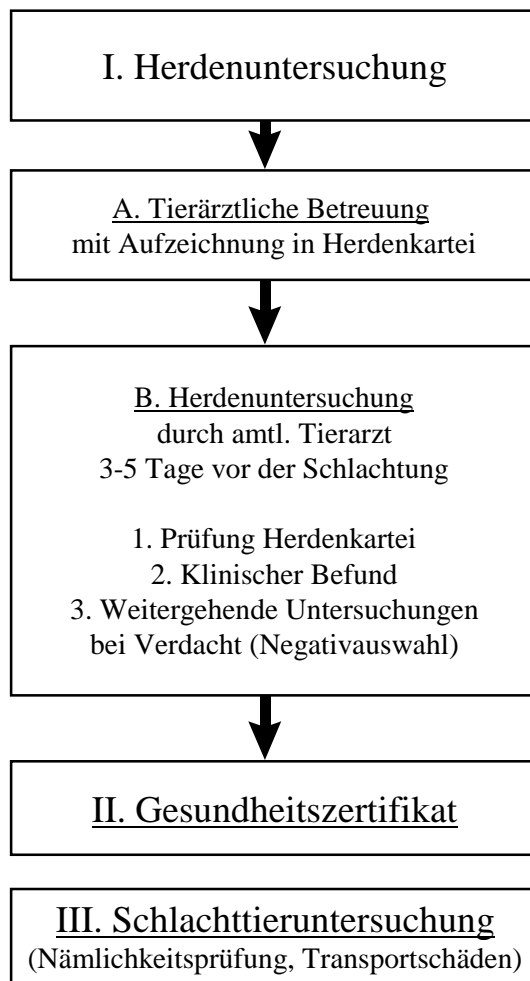 I. Herdenuntersuchung
A. Tierärztliche Betreuung
mit Aufzeichnung in Herdenkartei
B. Herdenuntersuchung
durch amtl. Tierarzt
3-5 Tage vor der Schlachtung
1. Prüfung Herdenkartei
2. Klinischer Befund
3. Weitergehende Untersuchungen
bei Verdacht (Negativauswahl)
II. Gesundheitszertifikat
III. Schlachttieruntersuchung
(Nämlichkeitsprüfung, Transportschäden)